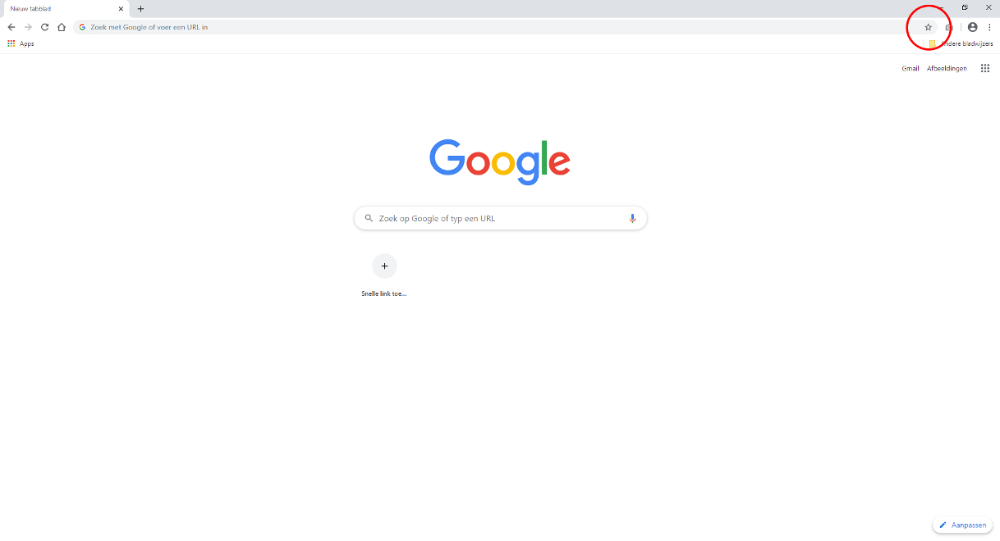 Nieuw tabblad
Zoek met Google of voer een URL in
Apps
Andere bladwijzers
Gmail Afbeeldingen
Google
Zoek op Google of typ een URL
Snelle link toe...
Aanpassen